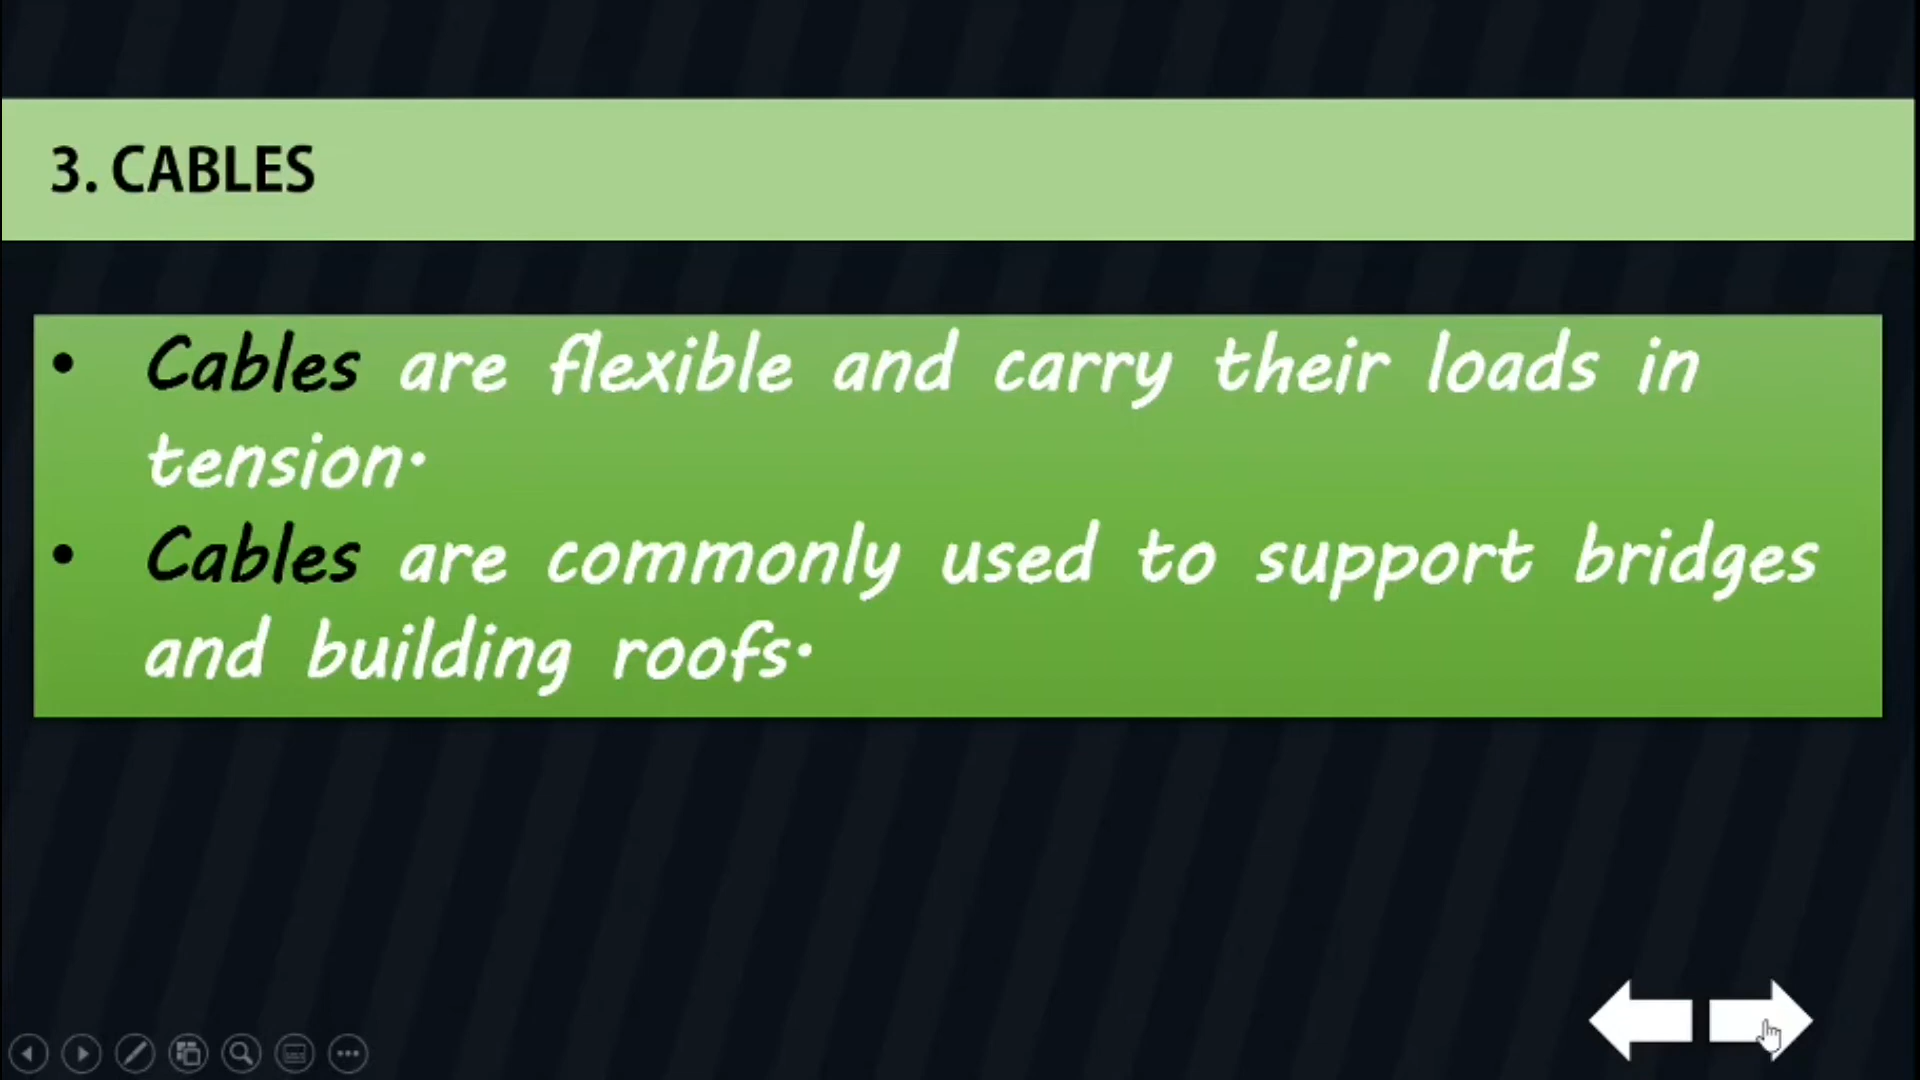 3. CABLES
• Cables are flexible and carry their loads in
tension.
• Cables are commonly used to support bridges
and building roofs.